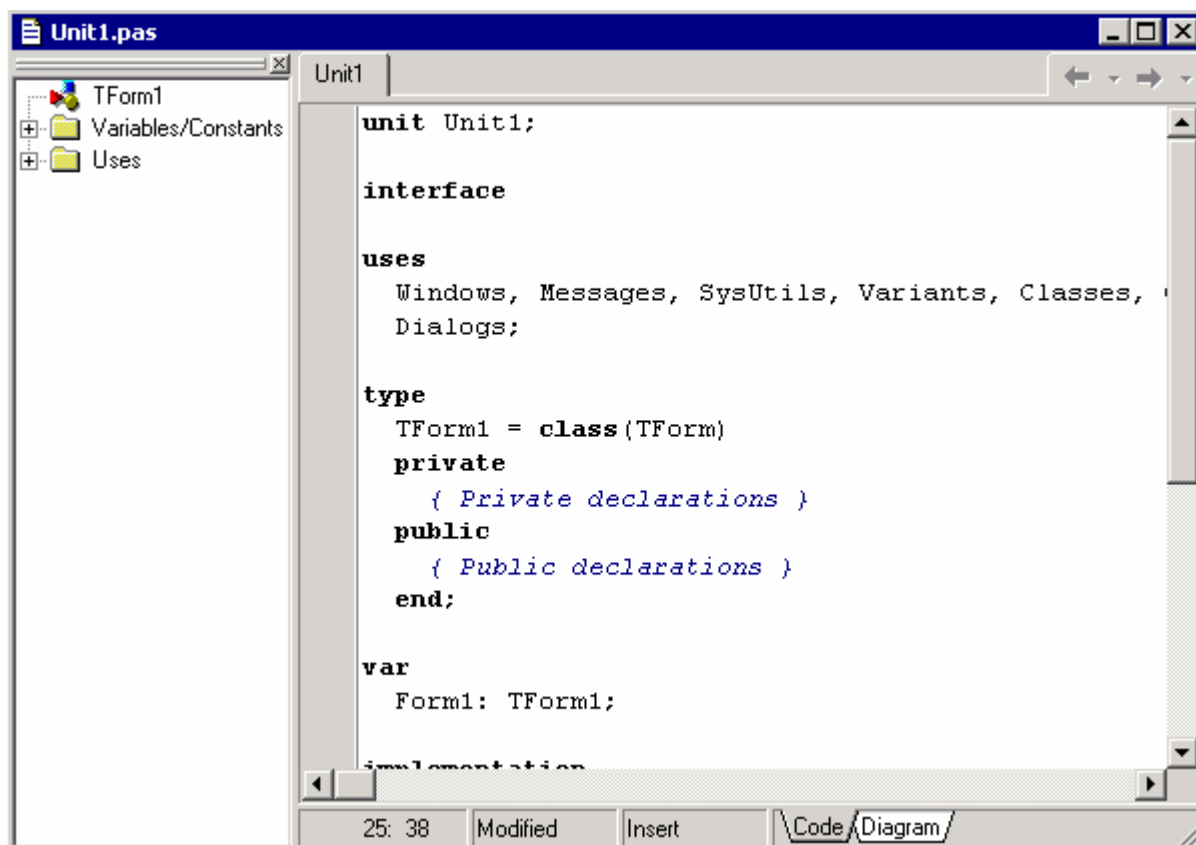 Unit1.pas
TForm1
Variables/Constants
Uses
Unit1
unit Unit1;
interface
uses
Windows, Messages, SysUtils, Variants, Classes,
Dialogs;
type
TForm1 = class(TForm)
private
{ Private declarations }
public
{ Public declarations }
end;
var
Form1: TForm1;
implementation
25: 38
Modified
Insert
Code
Diagram